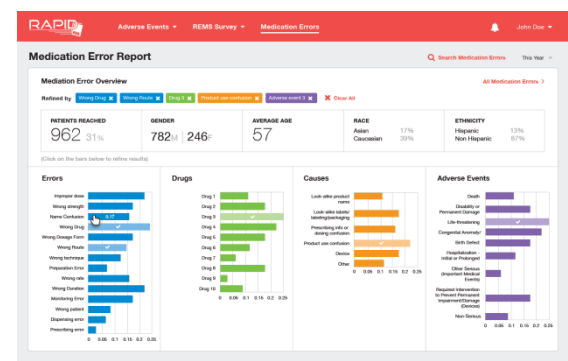 RAPID
Adverse Events
REMS Survey
Medication Errors
John Doe
Medication Error Report
Search Medication Errors
This Year
Mediation Error Overview
All Medication Errors >
Refined by Wrong Drug x Wrong Route x Drug 3 x Product use confusion x Adverse event 3 x X Clear All
PATIENTS REACHED
962 31%
GENDER
782M | 246F
AVERAGE AGE
57
RACE
Asian 17%
Caucasian 39%
ETHNICITY
Hispanic 13%
Non Hispanic 87%
(Click on the bars below to refine results)
Errors
Improper dose
Wrong strength
Name Confusion
0.17
Wrong Drug
Wrong Dosage Form
Wrong Route
Wrong technique
Preparation Error
Wrong rate
Wrong Duration
Monitoring Error
Wrong patient
Dispensing error
Prescribing error
0 0.05 0.1 0.15 0.2 0.25
Drugs
Drug 1
Drug 2
Drug 3
Drug 4
Drug 5
Drug 6
Drug 7
Drug 8
Drug 9
Drug 10
0 0.05 0.1 0.15 0.2 0.25
Causes
Look-alike product
name
Look-alike labels/
labeling/packaging
Prescribing info or
dosing confusion
Product use confusion
Device
Other
0 0.05 0.1 0.15 0.2 0.25
Adverse Events
Death
Disability or
Permanent Damage
Life-threatening
Congenital Anomaly/
Birth Defect
Hospitalization -
Initial or Prolonged
Other Serious
(Important Medical
Events)
Required Intervention
to Prevent Permanent
Impairment/Damage
(Devices)
Non-Serious
0 0.05 0.1 0.15 0.2 0.25